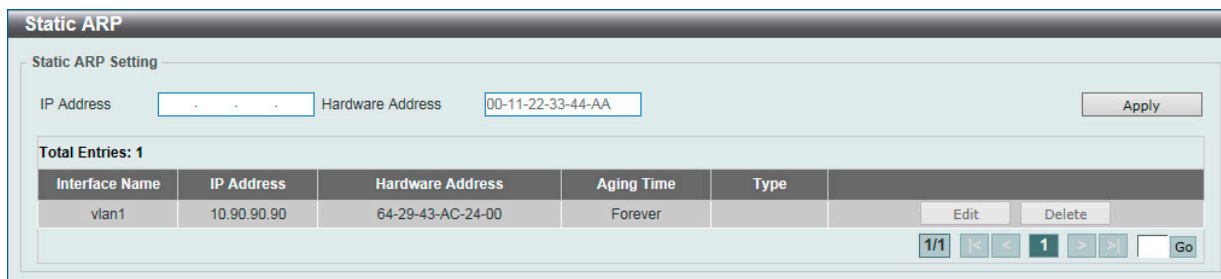 Static ARP
Static ARP Setting
IP Address . . . Hardware Address 00-11-22-33-44-AA Apply
Total Entries: 1
Interface Name IP Address Hardware Address Aging Time Type
vlan1 10.90.90.90 64-29-43-AC-24-00 Forever Edit Delete
1/1 |< < 1 > >| Go